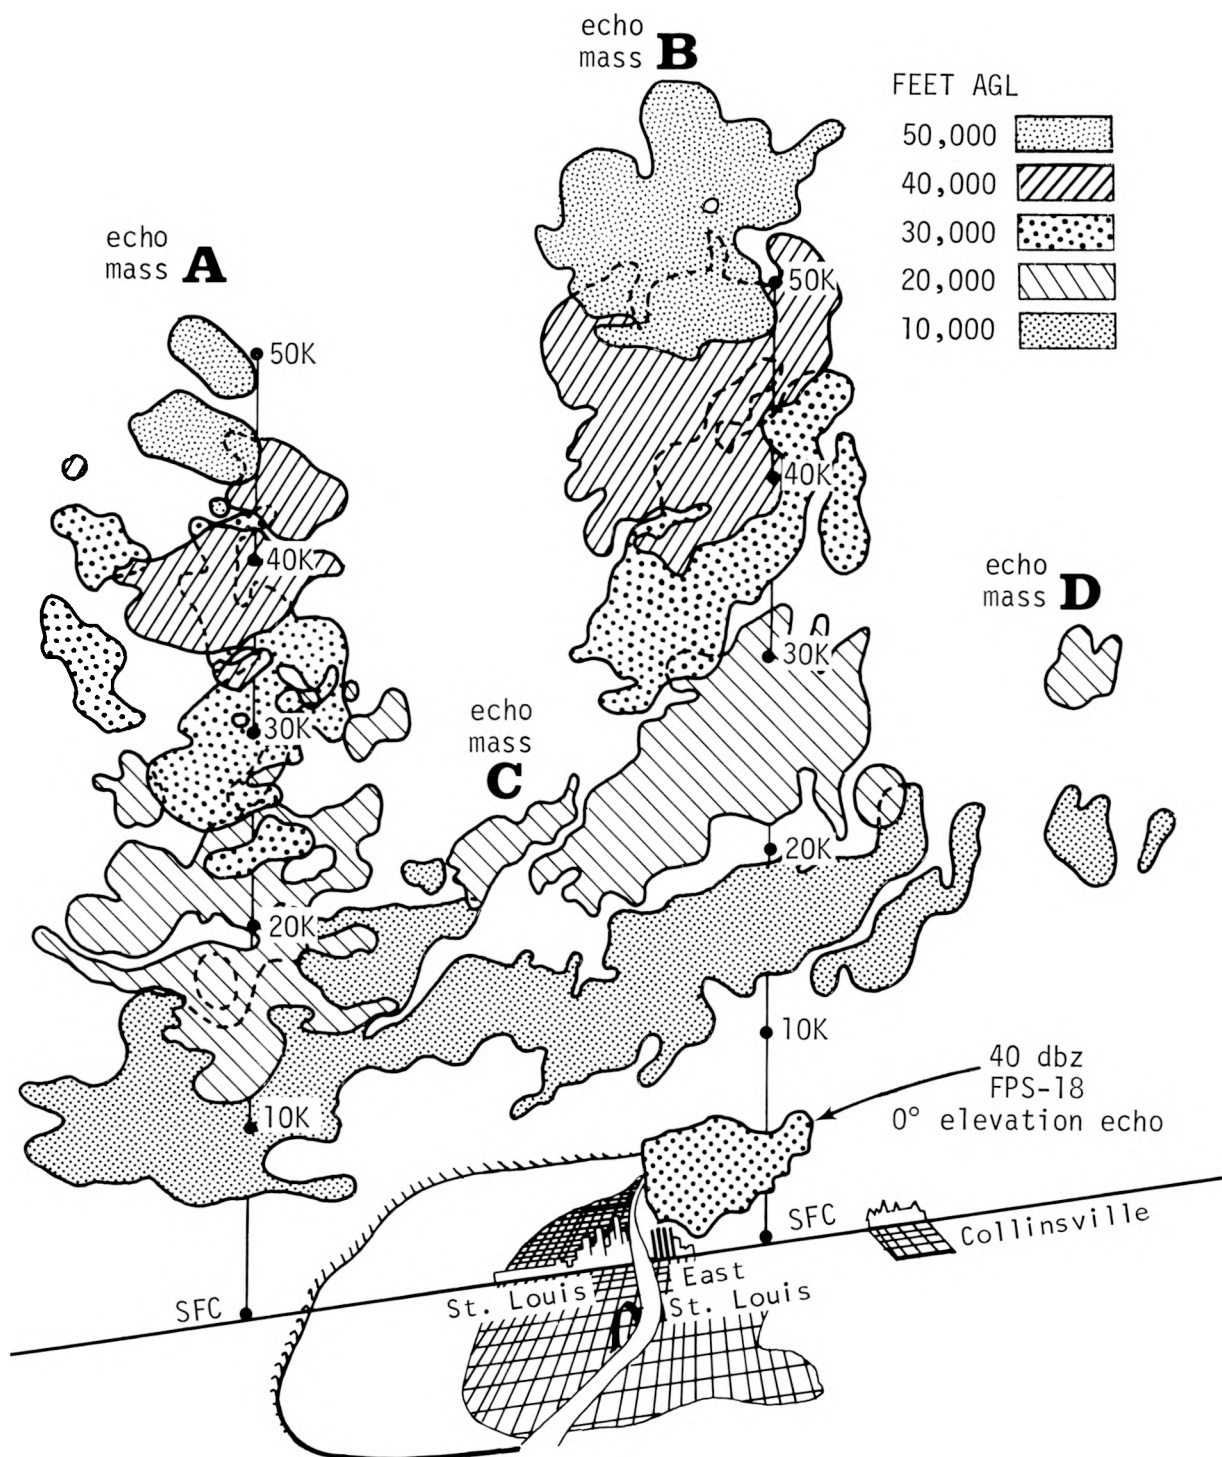 echo
mass B
FEET AGL
50,000
40,000
30,000
20,000
10,000
echo
mass A
50K
40K
30K
20K
10K
SFC
50K
40K
30K
20K
10K
SFC
echo
mass
C
echo
mass D
40 dbz
FPS-18
0° elevation echo
Collinsville
St. Louis
East
St. Louis